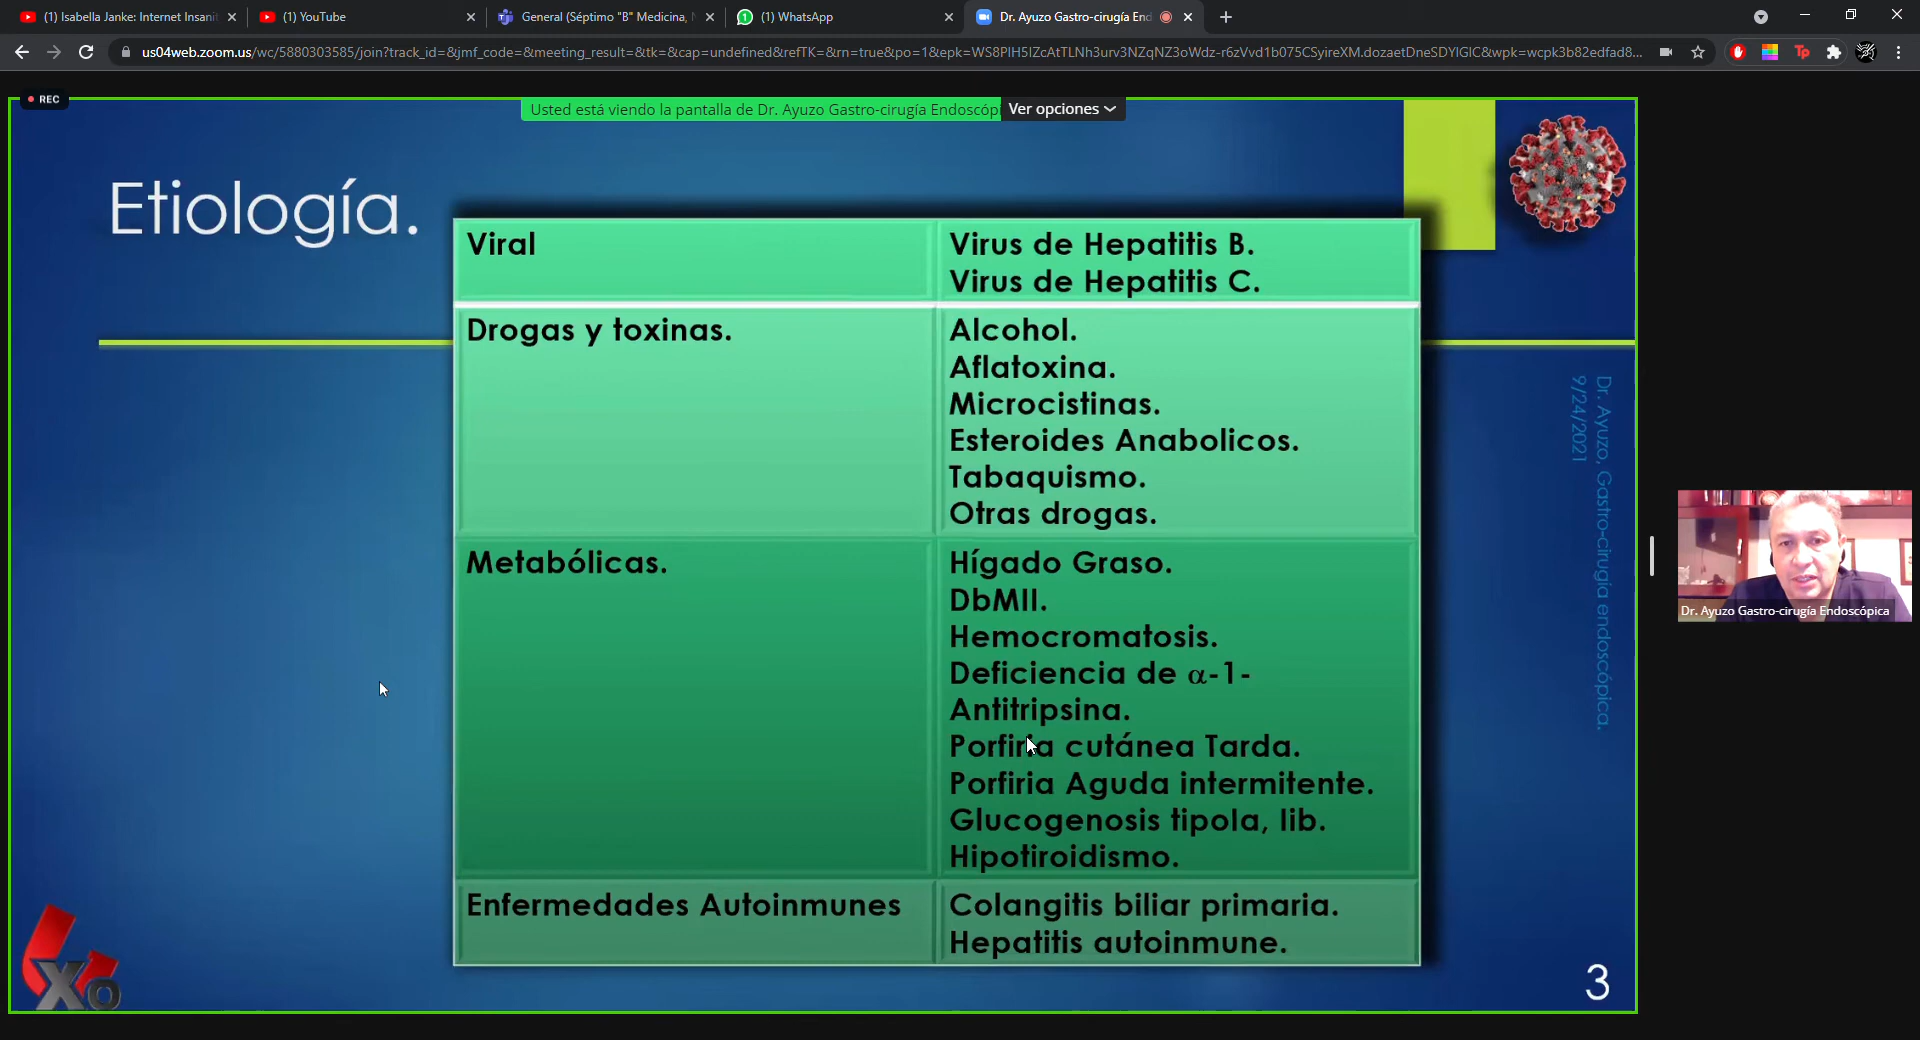 (1) Isabella Janke: Internet Insani
(1) YouTube
General (Séptimo "B" Medicina,
(1) WhatsApp
Dr. Ayuzo Gastro-cirugía End
us04web.zoom.us/wc/5880303585/join?track_id=&jmf_code=&meeting_result=&tk=&cap=undefined&refTK=&rn=true&po=1&epk=WS8PIH5IZcAtTLNh3urv3NZqNZ3oWdz-r6zVvd1b075CSyireXM.dozaetDneSDYlGlC&wpk=wcpk3b82edfad8...
REC
Usted está viendo la pantalla de Dr. Ayuzo Gastro-cirugía Endoscópi
Ver opciones
Etiología.
Viral
Virus de Hepatitis B.
Virus de Hepatitis C.
Drogas y toxinas.
Alcohol.
Aflatoxina.
Microcistinas.
Esteroides Anabolicos.
Tabaquismo.
Otras drogas.
Metabólicas.
Hígado Graso.
DbMII.
Hemocromatosis.
Deficiencia de α-1-
Antitripsina.
Porfiria cutánea Tarda.
Porfiria Aguda intermitente.
Glucogenosis tipoIa, Iib.
Hipotiroidismo.
Enfermedades Autoinmunes
Colangitis biliar primaria.
Hepatitis autoinmune.
Dr. Ayuzo, Gastro-cirugía endoscópica.
9/24/2021
Dr. Ayuzo Gastro-cirugía Endoscópica
Xo
3